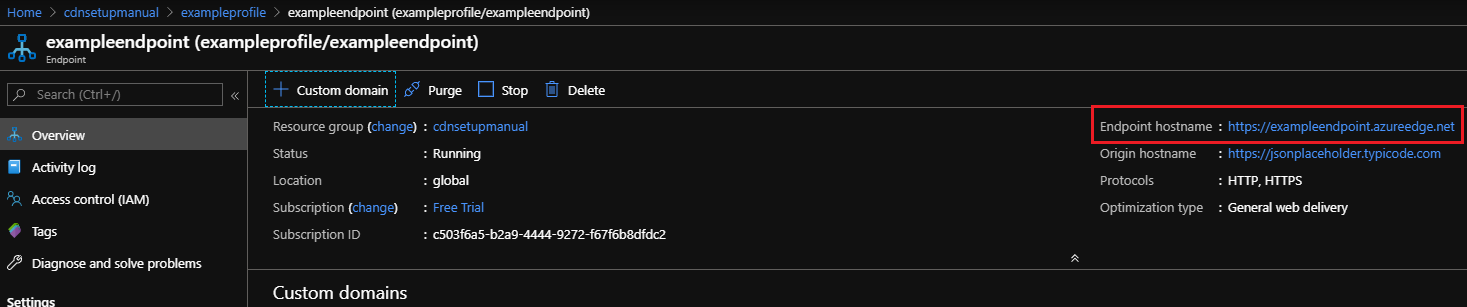 Home > cdnsetupmanual > exampleprofile > exampleendpoint (exampleprofile/exampleendpoint)
exampleendpoint (exampleprofile/exampleendpoint)
Endpoint
Search (Ctrl+/)
«
Overview
Activity log
Access control (IAM)
Tags
Diagnose and solve problems
Settings
+ Custom domain
Purge
Stop
Delete
Resource group (change) : cdnsetupmanual
Status : Running
Location : global
Subscription (change) : Free Trial
Subscription ID : c503f6a5-b2a9-4444-9272-f67f6b8dfdc2
Endpoint hostname : https://exampleendpoint.azureedge.net
Origin hostname : https://jsonplaceholder.typicode.com
Protocols : HTTP, HTTPS
Optimization type : General web delivery
Custom domains